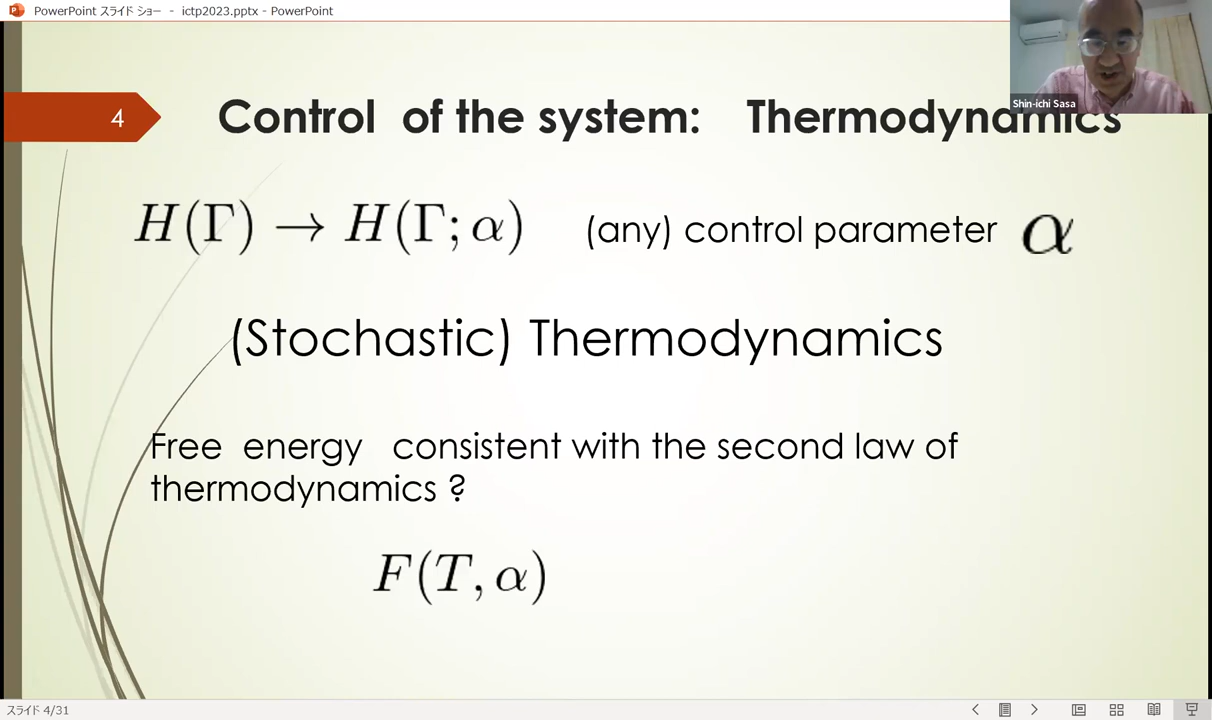 PowerPoint スライド ショー - ictp2023.pptx - PowerPoint
Shin-ichi Sasa
4
Control of the system: Thermodynamics
H(Γ) → H(Γ; α) (any) control parameter α
(Stochastic) Thermodynamics
Free energy consistent with the second law of
thermodynamics ?
F(T, α)
スライド 4/31